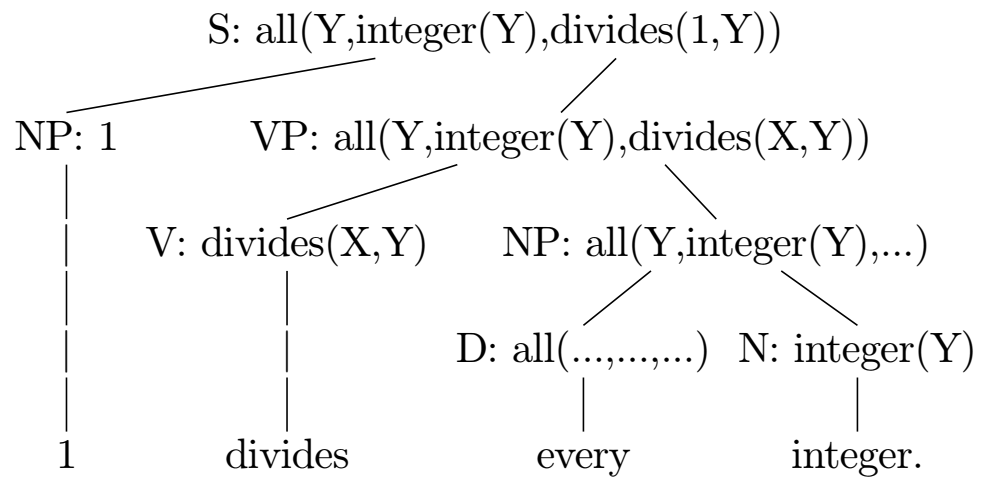 S: all(Y,integer(Y),divides(1,Y))
NP: 1 VP: all(Y,integer(Y),divides(X,Y))
V: divides(X,Y) NP: all(Y,integer(Y),...)
D: all(...,...,...) N: integer(Y)
1 divides every integer.